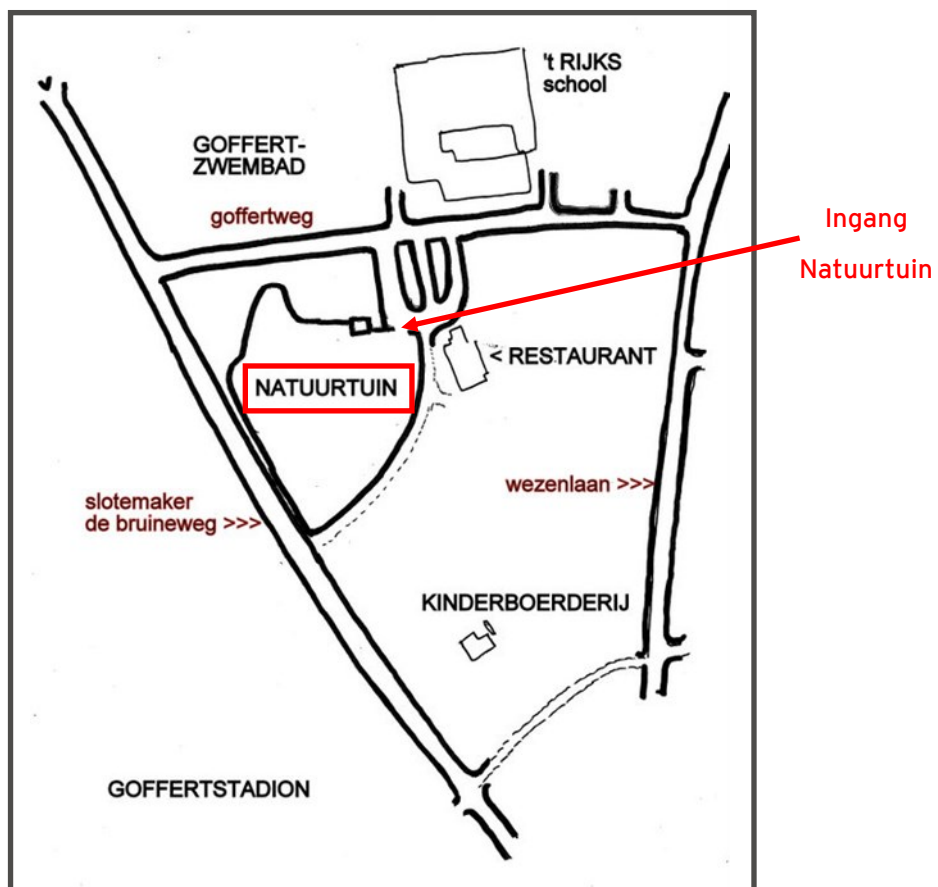 't RIJKS
school
GOFFERT-
ZWEMBAD
goffertweg
Ingang
Natuurtuin
< RESTAURANT
NATUURTUIN
wezenlaan >>>
slotemaker
de bruineweg >>>
KINDERBOERDERIJ
GOFFERTSTADION